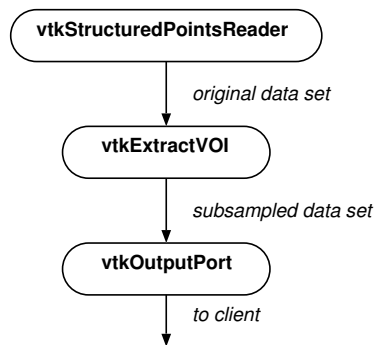 vtkStructuredPointsReader
original data set
vtkExtractVOI
subsampled data set
vtkOutputPort
to client